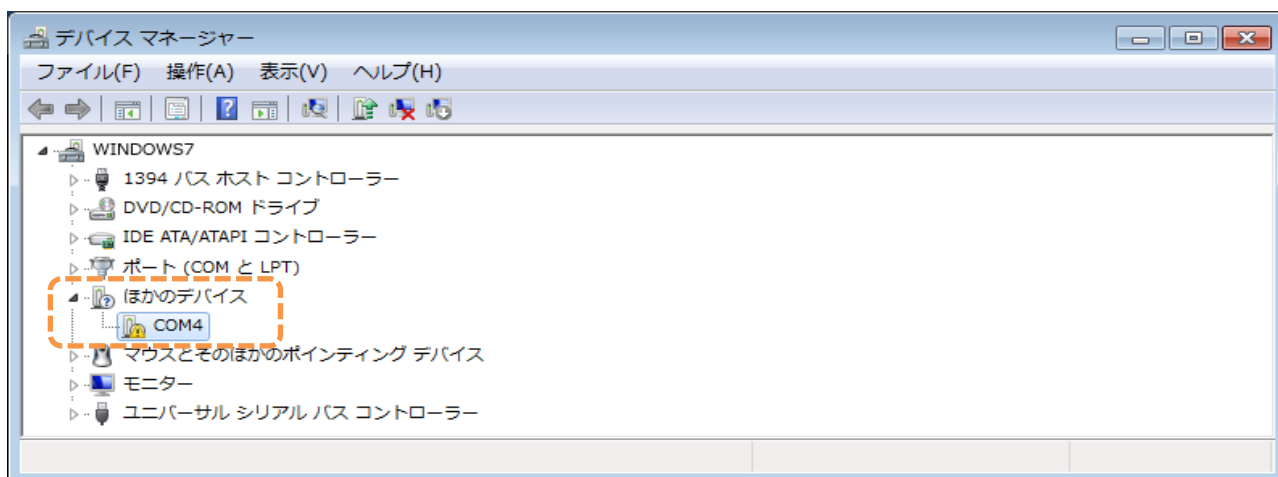 デバイス マネージャー
ファイル(F) 操作(A) 表示(V) ヘルプ(H)
WINDOWS7
1394 バス ホスト コントローラー
DVD/CD-ROM ドライブ
IDE ATA/ATAPI コントローラー
ポート (COM と LPT)
ほかのデバイス
COM4
マウスとそのほかのポインティング デバイス
モニター
ユニバーサル シリアル バス コントローラー